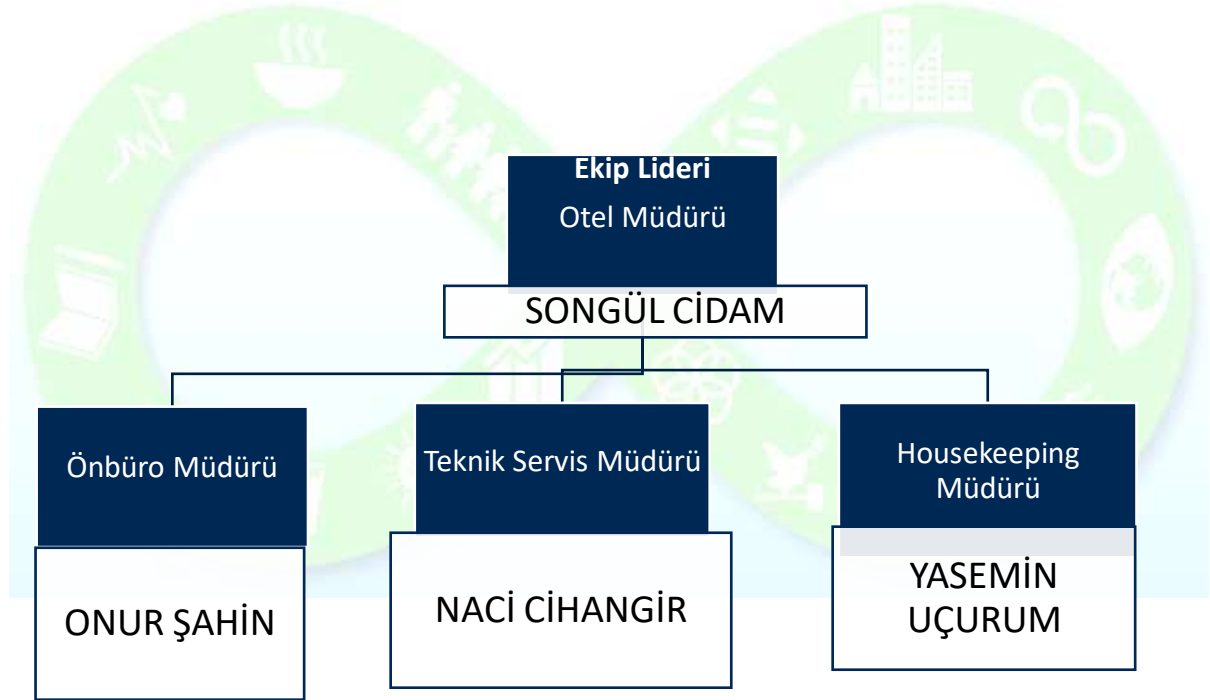 Ekip Lideri
Otel Müdürü
SONGÜL CİDAM
Önbüro Müdürü
ONUR ŞAHİN
Teknik Servis Müdürü
NACİ CİHANGİR
Housekeeping
Müdürü
YASEMİN
UÇURUM